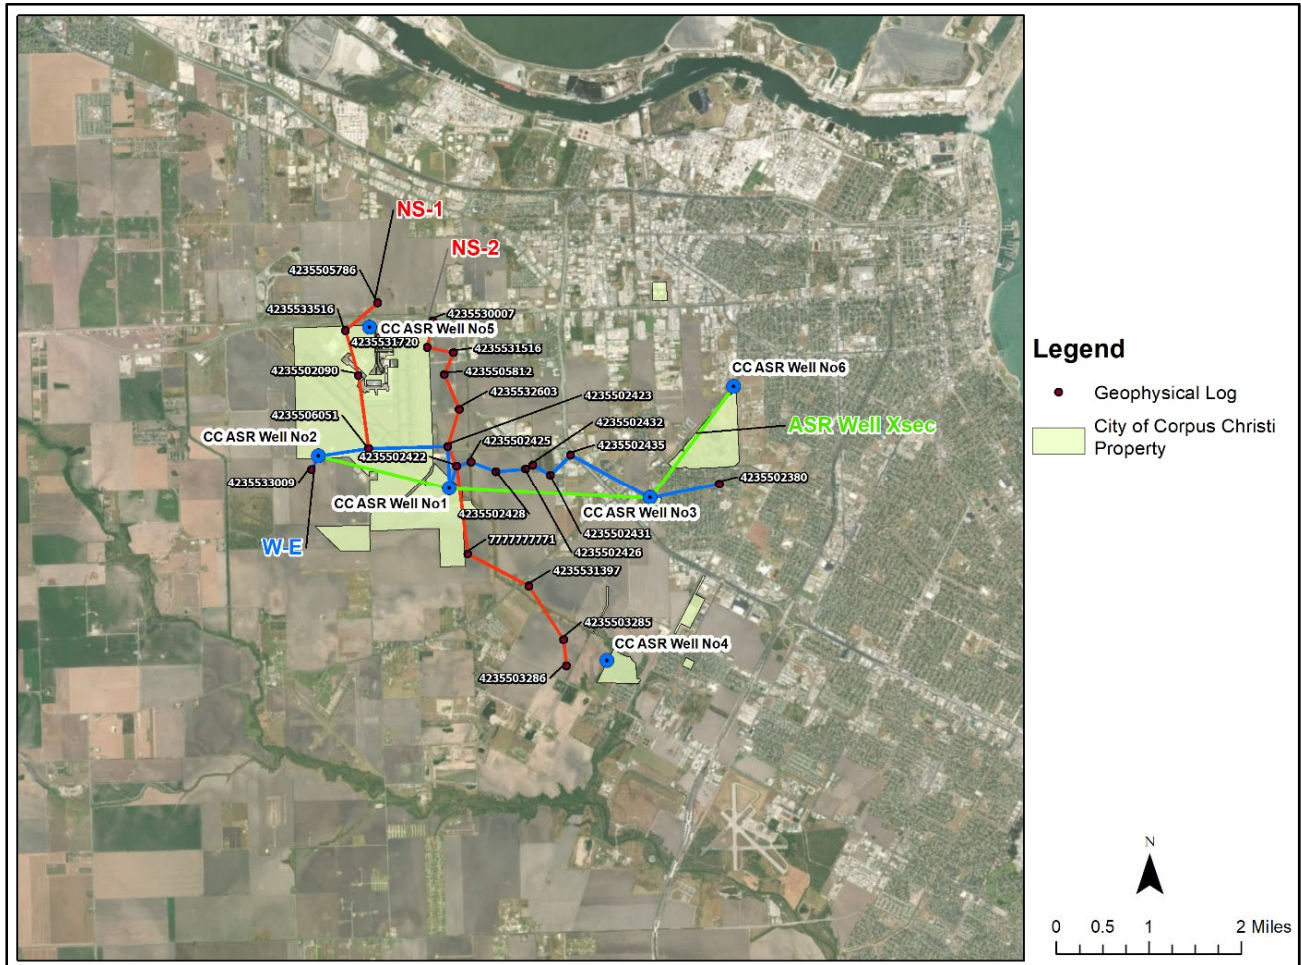 NS-1
NS-2
4235505786
4235533516
4235530007
CC ASR Well No5
4235531720
4235531516
4235502090
4235505812
CC ASR Well No6
4235532603
4235502423
4235506051
4235502432
ASR Well Xsec
CC ASR Well No2
4235502425
4235502435
4235502422
4235533009
4235502380
CC ASR Well No1
CC ASR Well No3
4235502428
4235502431
W-E
7777777771
4235502426
4235531397
4235503285
CC ASR Well No4
4235503286
Legend
Geophysical Log
City of Corpus Christi
Property
N
0 0.5 1 2 Miles